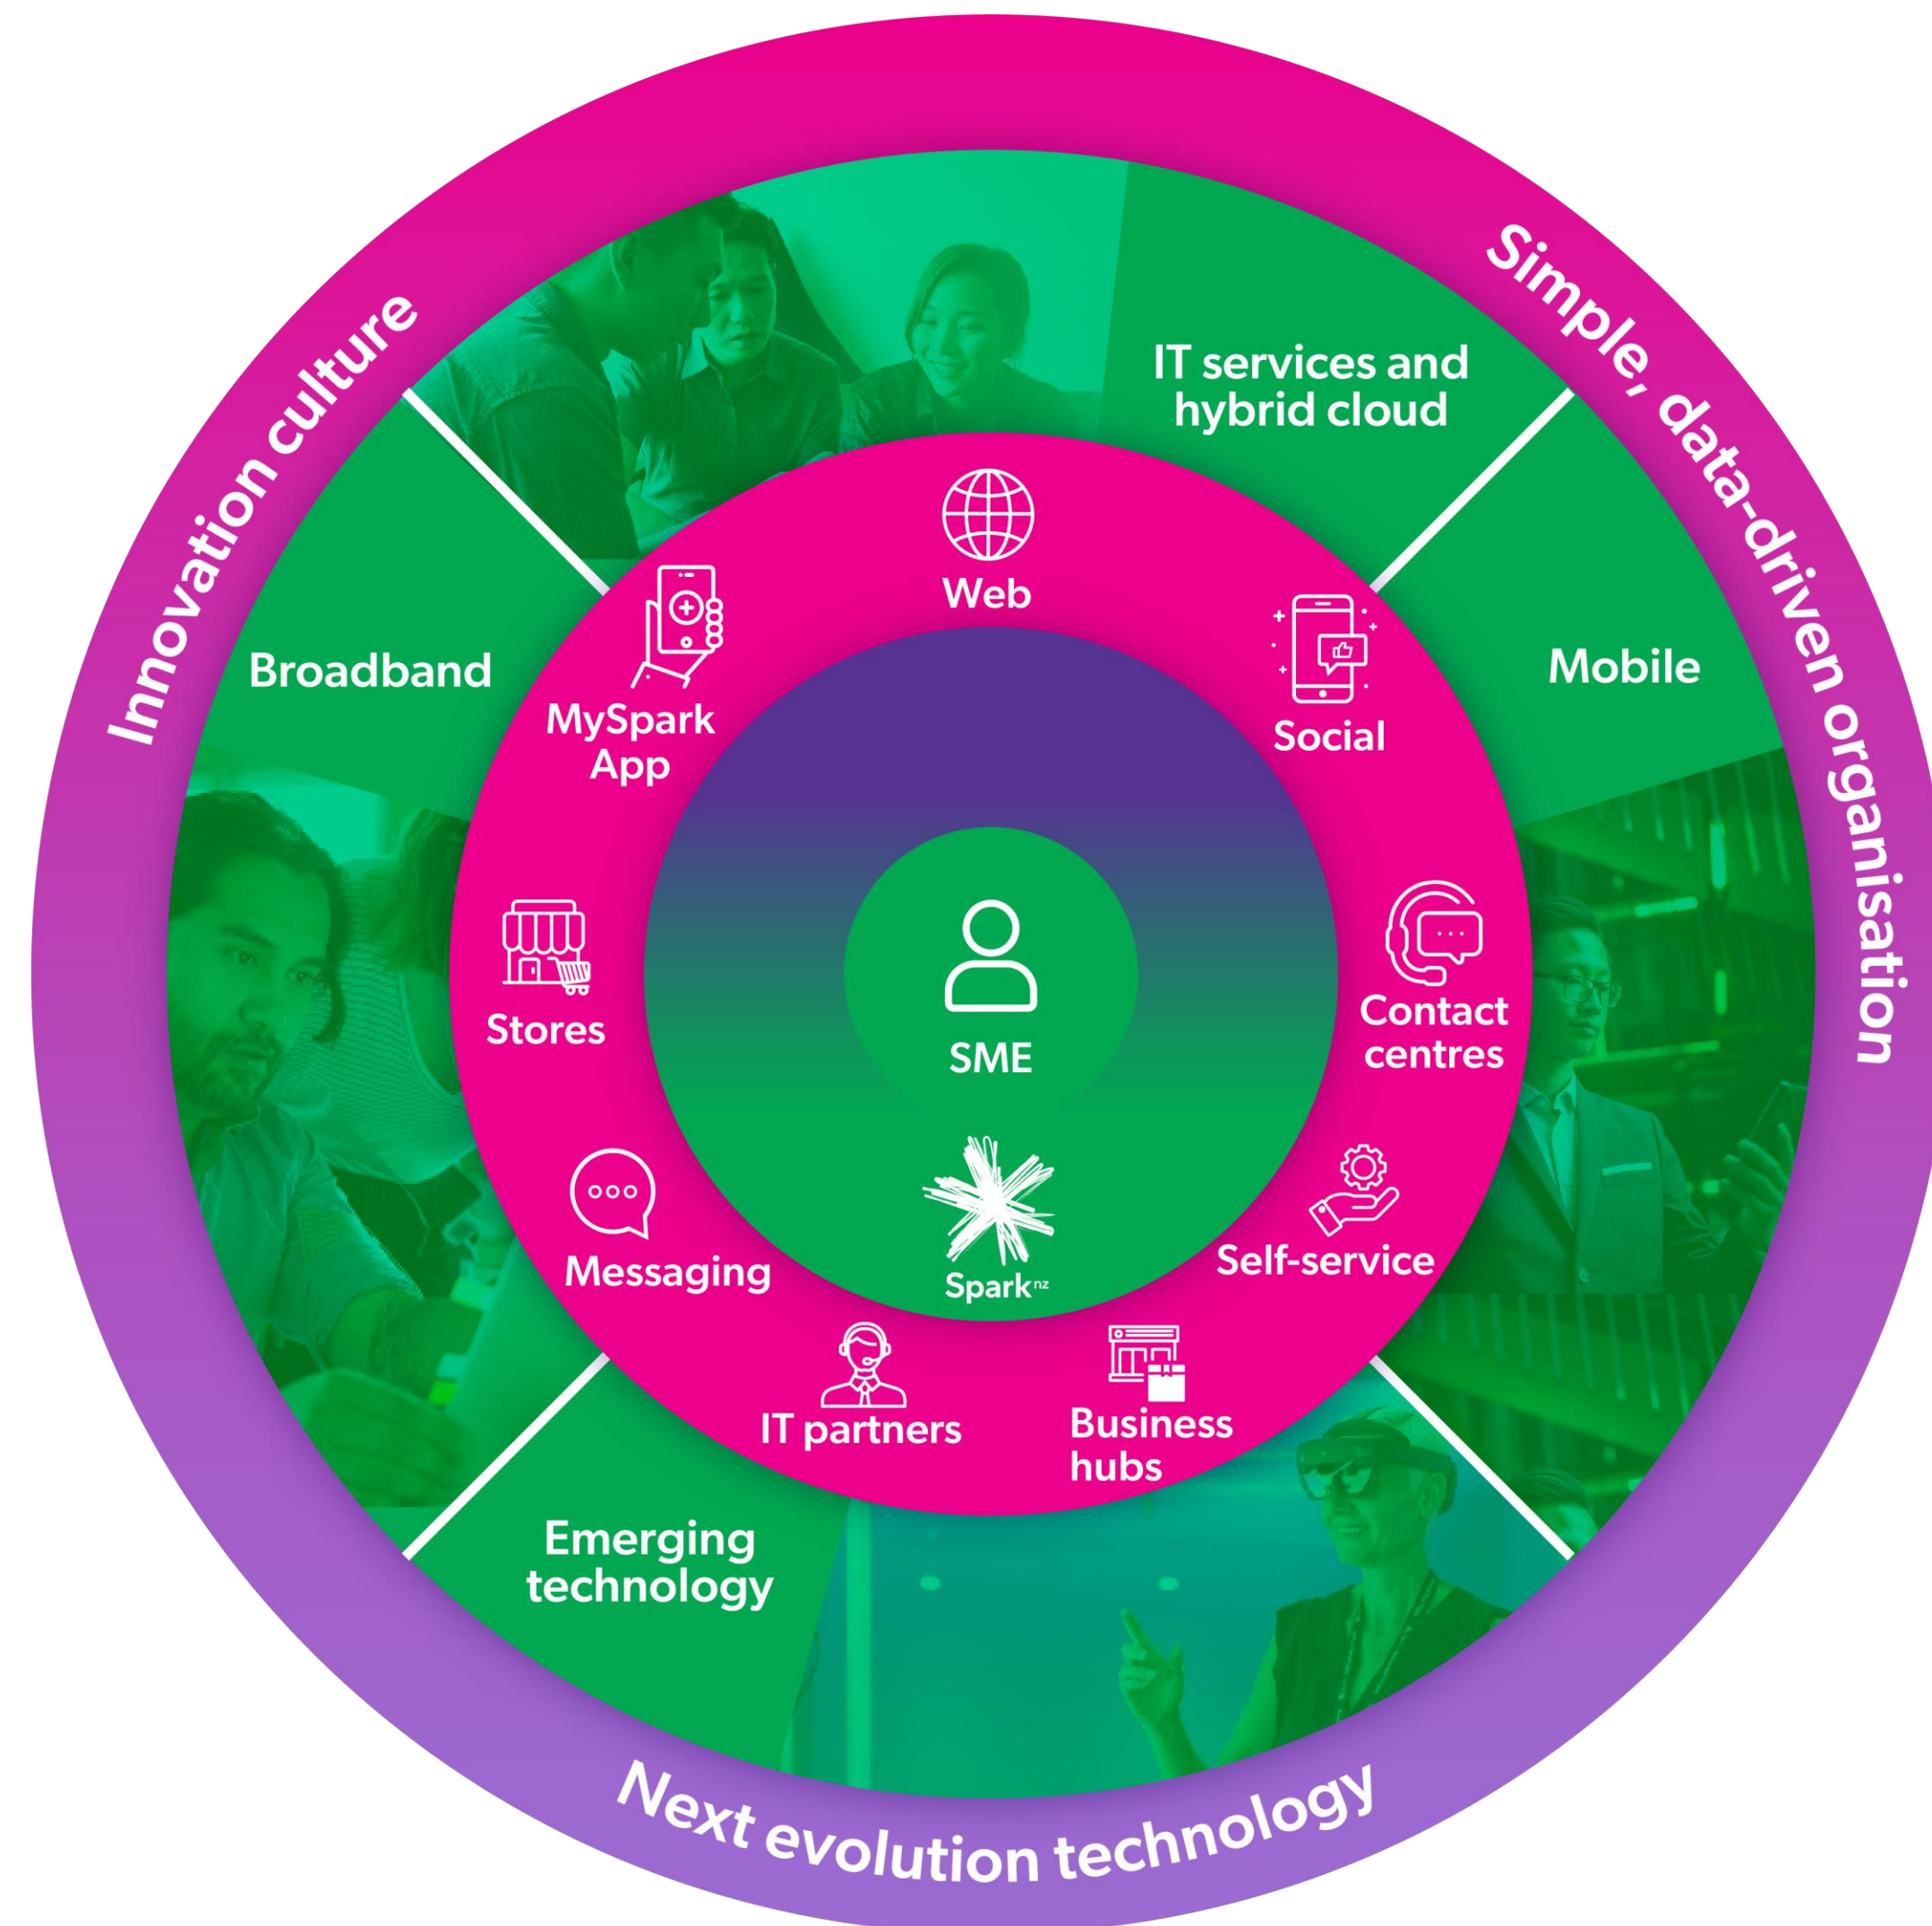 Innovation culture
Simple, data-driven organisation
Next evolution technology
IT services and
hybrid cloud
Broadband
Mobile
Emerging
technology
Web
MySpark
App
Social
Stores
Contact
centres
Messaging
Self-service
IT partners
Business
hubs
SME
Spark nz